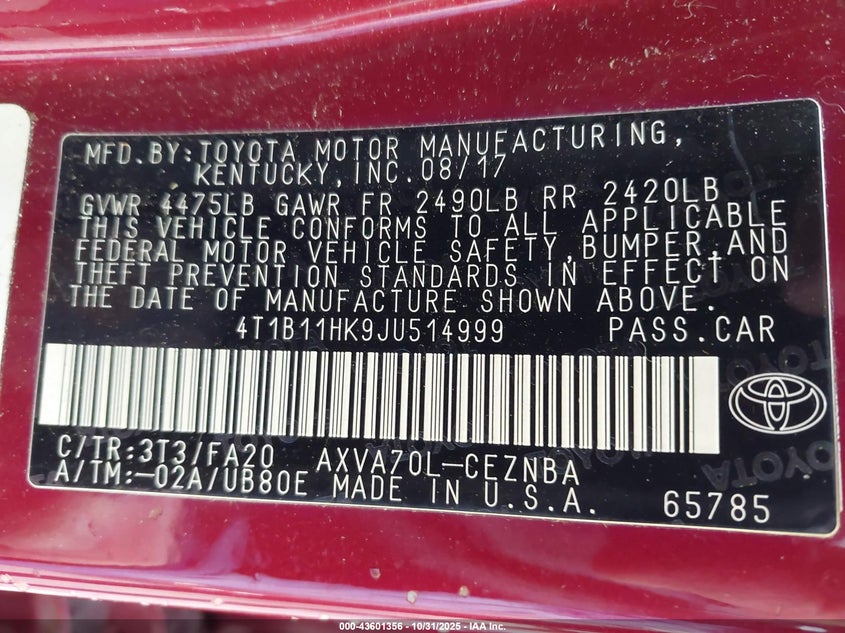 MFD.BY:TOYOTA MOTOR MANUFACTURING,
KENTUCKY,INC.08/17
GVWR 4475LB GAWR FR 2490LB RR 2420LB
THIS VEHICLE CONFORMS TO ALL APPLICABLE
FEDERAL MOTOR VEHICLE SAFETY,BUMPER,AND
THEFT PREVENTION STANDARDS IN EFFECT ON
THE DATE OF MANUFACTURE SHOWN ABOVE.
4T1B11HK9JU514999 PASS.CAR
C/TR:3T3/FA20 AXVA70L-CEZNBA
A/TM:-02A/UB80E MADE IN U.S.A. 65785
000-43601356 - 10/31/2025 - IAA Inc.